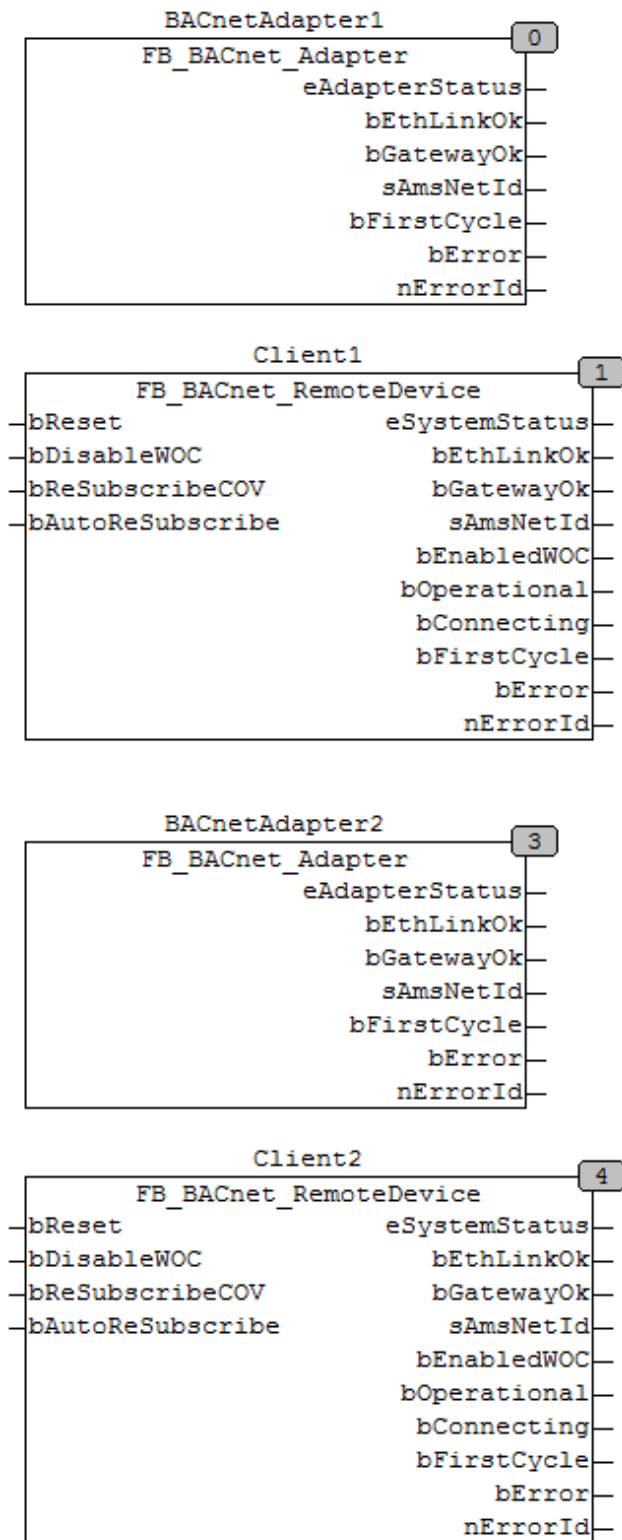 BACnetAdapter1
0
FB_BACnet_Adapter
eAdapterStatus
bEthLinkOk
bGatewayOk
sAmsNetId
bFirstCycle
bError
nErrorId
Client1
1
FB_BACnet_RemoteDevice
bReset eSystemStatus
bDisableWOC bEthLinkOk
bReSubscribeCOV bGatewayOk
bAutoReSubscribe sAmsNetId
bEnabledWOC
bOperational
bConnecting
bFirstCycle
bError
nErrorId
BACnetAdapter2
3
FB_BACnet_Adapter
eAdapterStatus
bEthLinkOk
bGatewayOk
sAmsNetId
bFirstCycle
bError
nErrorId
Client2
4
FB_BACnet_RemoteDevice
bReset eSystemStatus
bDisableWOC bEthLinkOk
bReSubscribeCOV bGatewayOk
bAutoReSubscribe sAmsNetId
bEnabledWOC
bOperational
bConnecting
bFirstCycle
bError
nErrorId